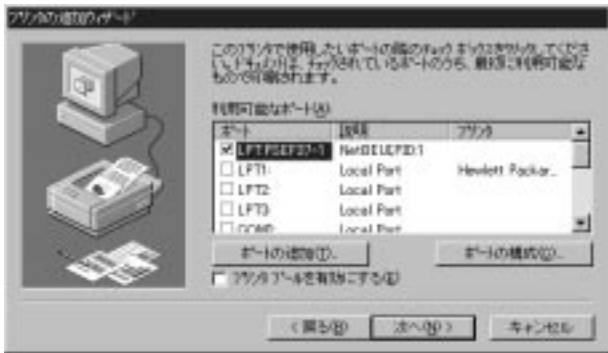 プリンタの追加ウィザード
このプリンタで使用したいポートの隣のチェック ボックスをクリックしてくださ
い。ドキュメントは、チェックされているポートのうち、最初に利用可能な
もので印刷されます。
利用可能なポート(A)
ポート 説明 プリンタ
LPT1: Local Port Hewlett Packar...
LPT2: Local Port
LPT3: Local Port
COM1: Local Port
ポートの追加(T)... ポートの構成(C)...
プリンタ プールを有効にする(E)
< 戻る(B) 次へ(N) > キャンセル